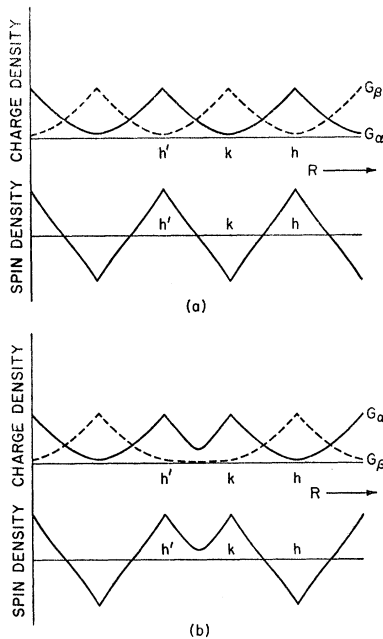 CHARGE DENSITY
Gβ
Gα
h' k h
R
SPIN DENSITY
h' k h
(a)
CHARGE DENSITY
Gα
Gβ
h' k h
R
SPIN DENSITY
h' k h
(b)